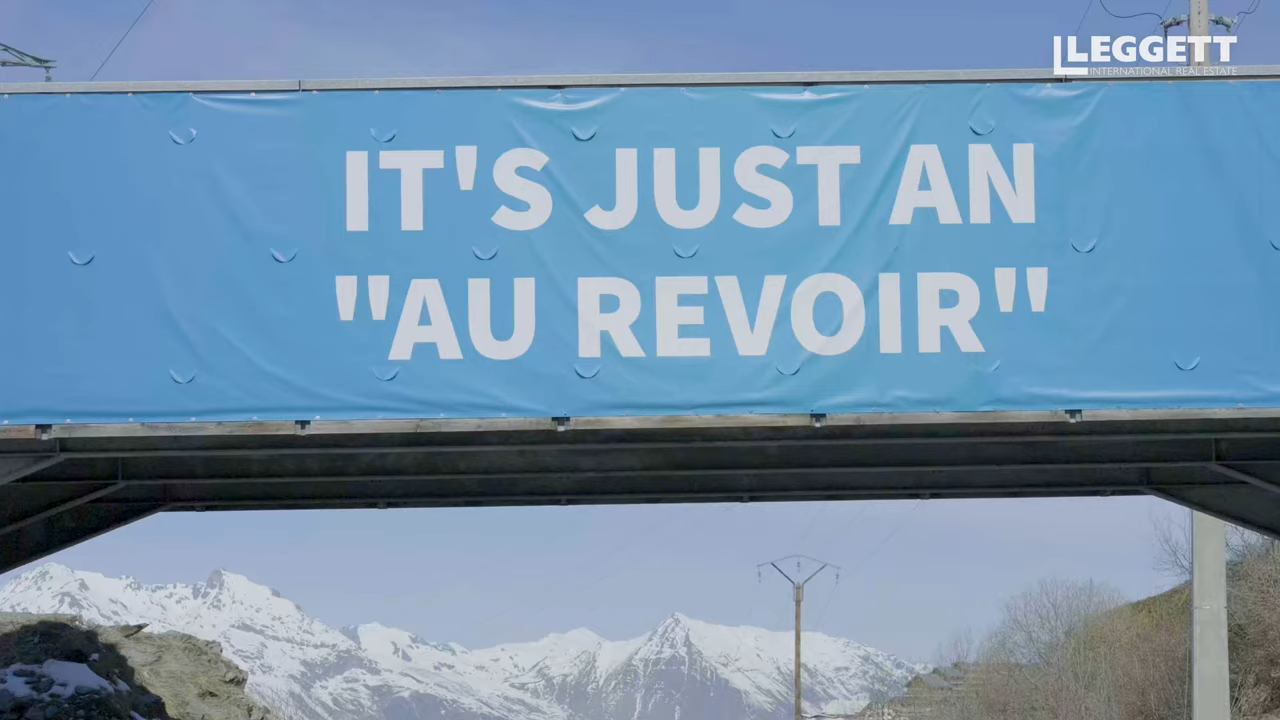 LEGGETT
INTERNATIONAL REAL ESTATE
IT'S JUST AN
"AU REVOIR"